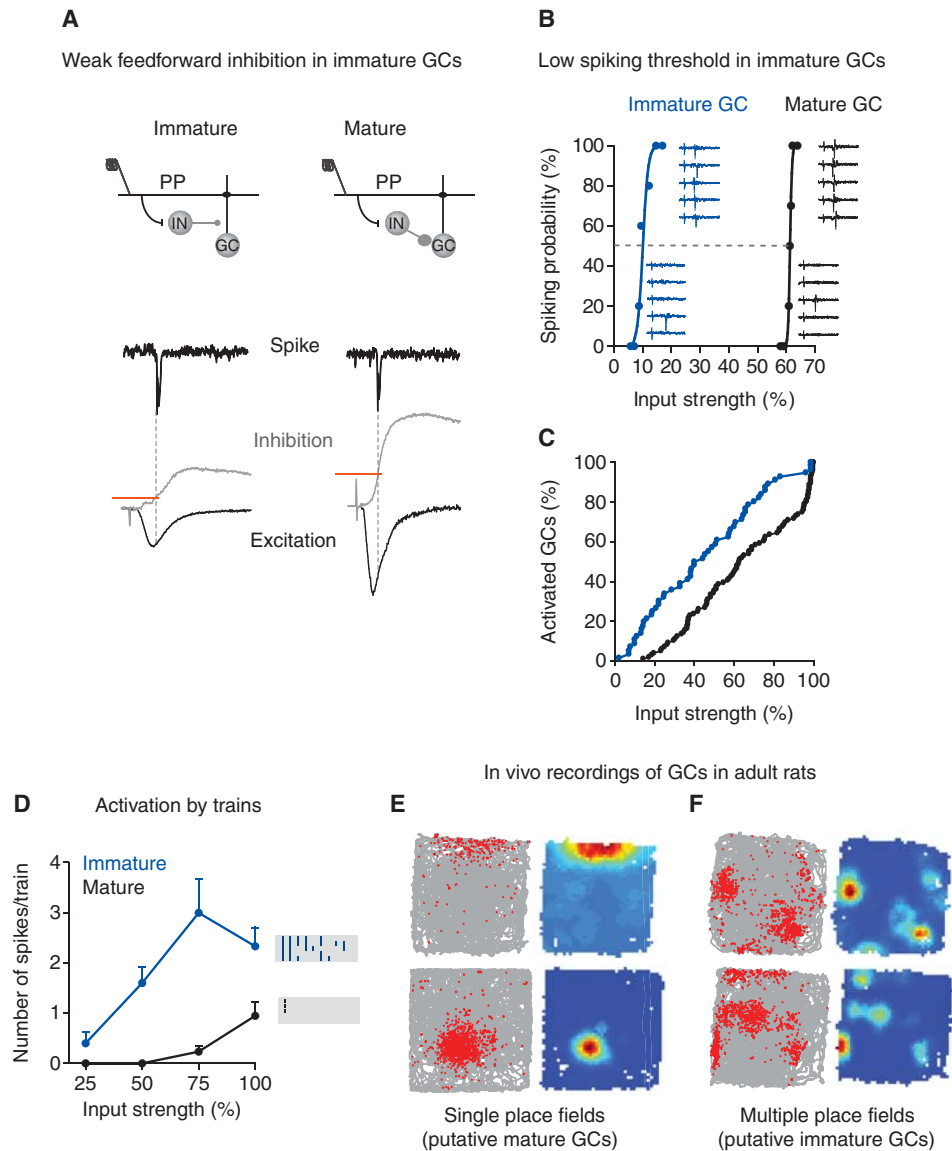 A
Weak feedforward inhibition in immature GCs
Immature
Mature
PP
IN
GC
PP
IN
GC
Spike
Inhibition
Excitation
B
Low spiking threshold in immature GCs
Immature GC
Mature GC
Spiking probability (%)
100
80
60
40
20
0
0 10 20 30 40 50 60 70
Input strength (%)
C
Activated GCs (%)
100
80
60
40
20
0
0 20 40 60 80 100
Input strength (%)
D
Activation by trains
Immature
Mature
Number of spikes/train
4
3
2
1
0
25 50 75 100
Input strength (%)
In vivo recordings of GCs in adult rats
E
Single place fields
(putative mature GCs)
F
Multiple place fields
(putative immature GCs)